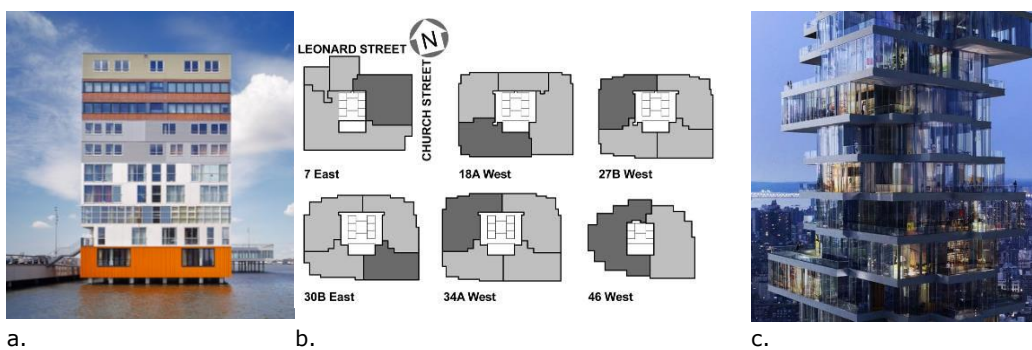 LEONARD STREET
N
CHURCH STREET
7 East
18A West
27B West
30B East
34A West
46 West
a.
b.
c.